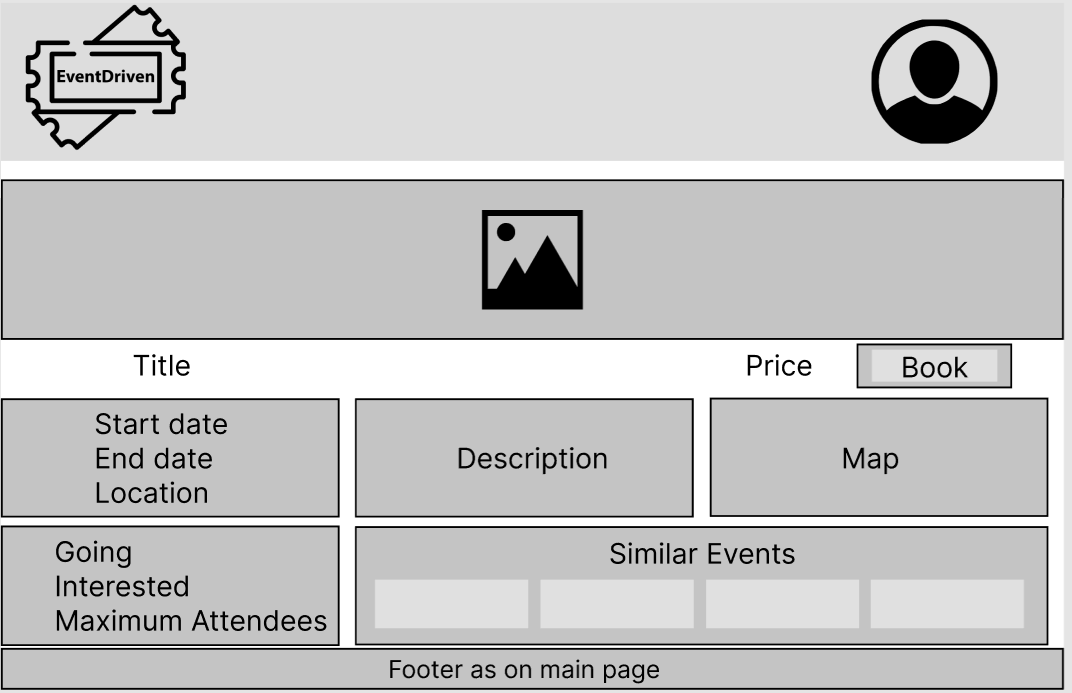 EventDriven
Title
Price
Book
Start date
End date
Location
Description
Map
Going
Interested
Maximum Attendees
Similar Events
Footer as on main page